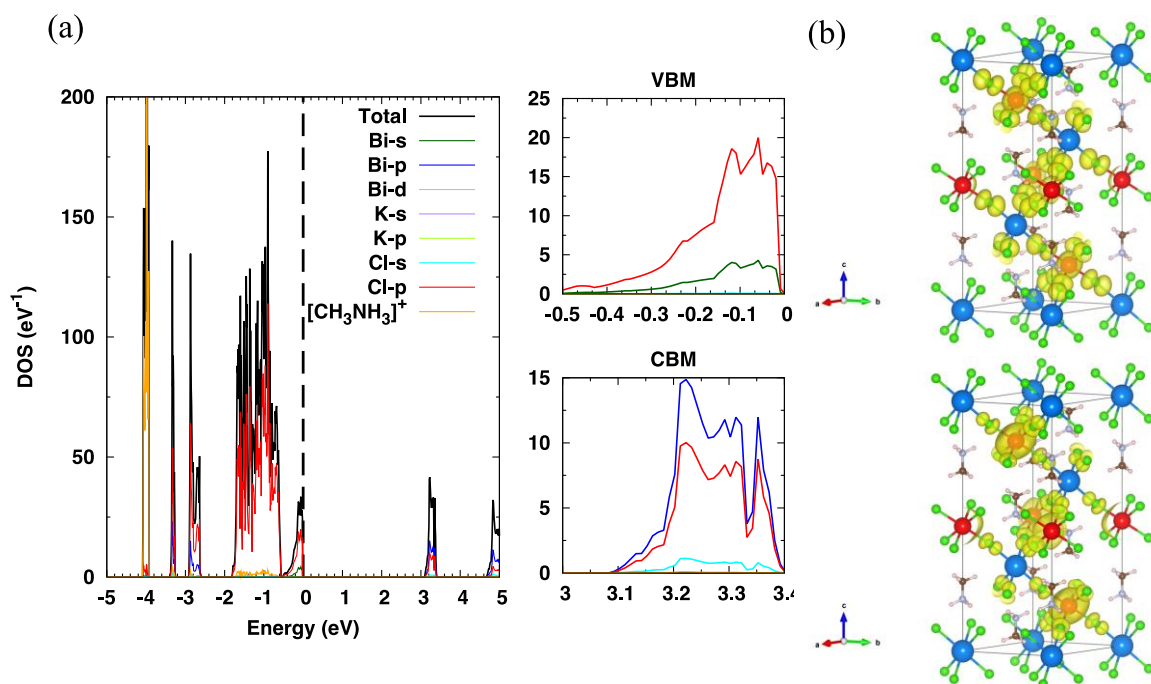 (a)
(b)
200
150
100
50
0
-5 -4 -3 -2 -1 0 1 2 3 4 5
DOS (eV⁻¹)
Energy (eV)
Total
Bi-s
Bi-p
Bi-d
K-s
K-p
Cl-s
Cl-p
[CH₃NH₃]⁺
VBM
25
20
15
10
5
0
-0.5 -0.4 -0.3 -0.2 -0.1 0
CBM
15
10
5
0
3 3.1 3.2 3.3 3.4
c
a b
c
a b